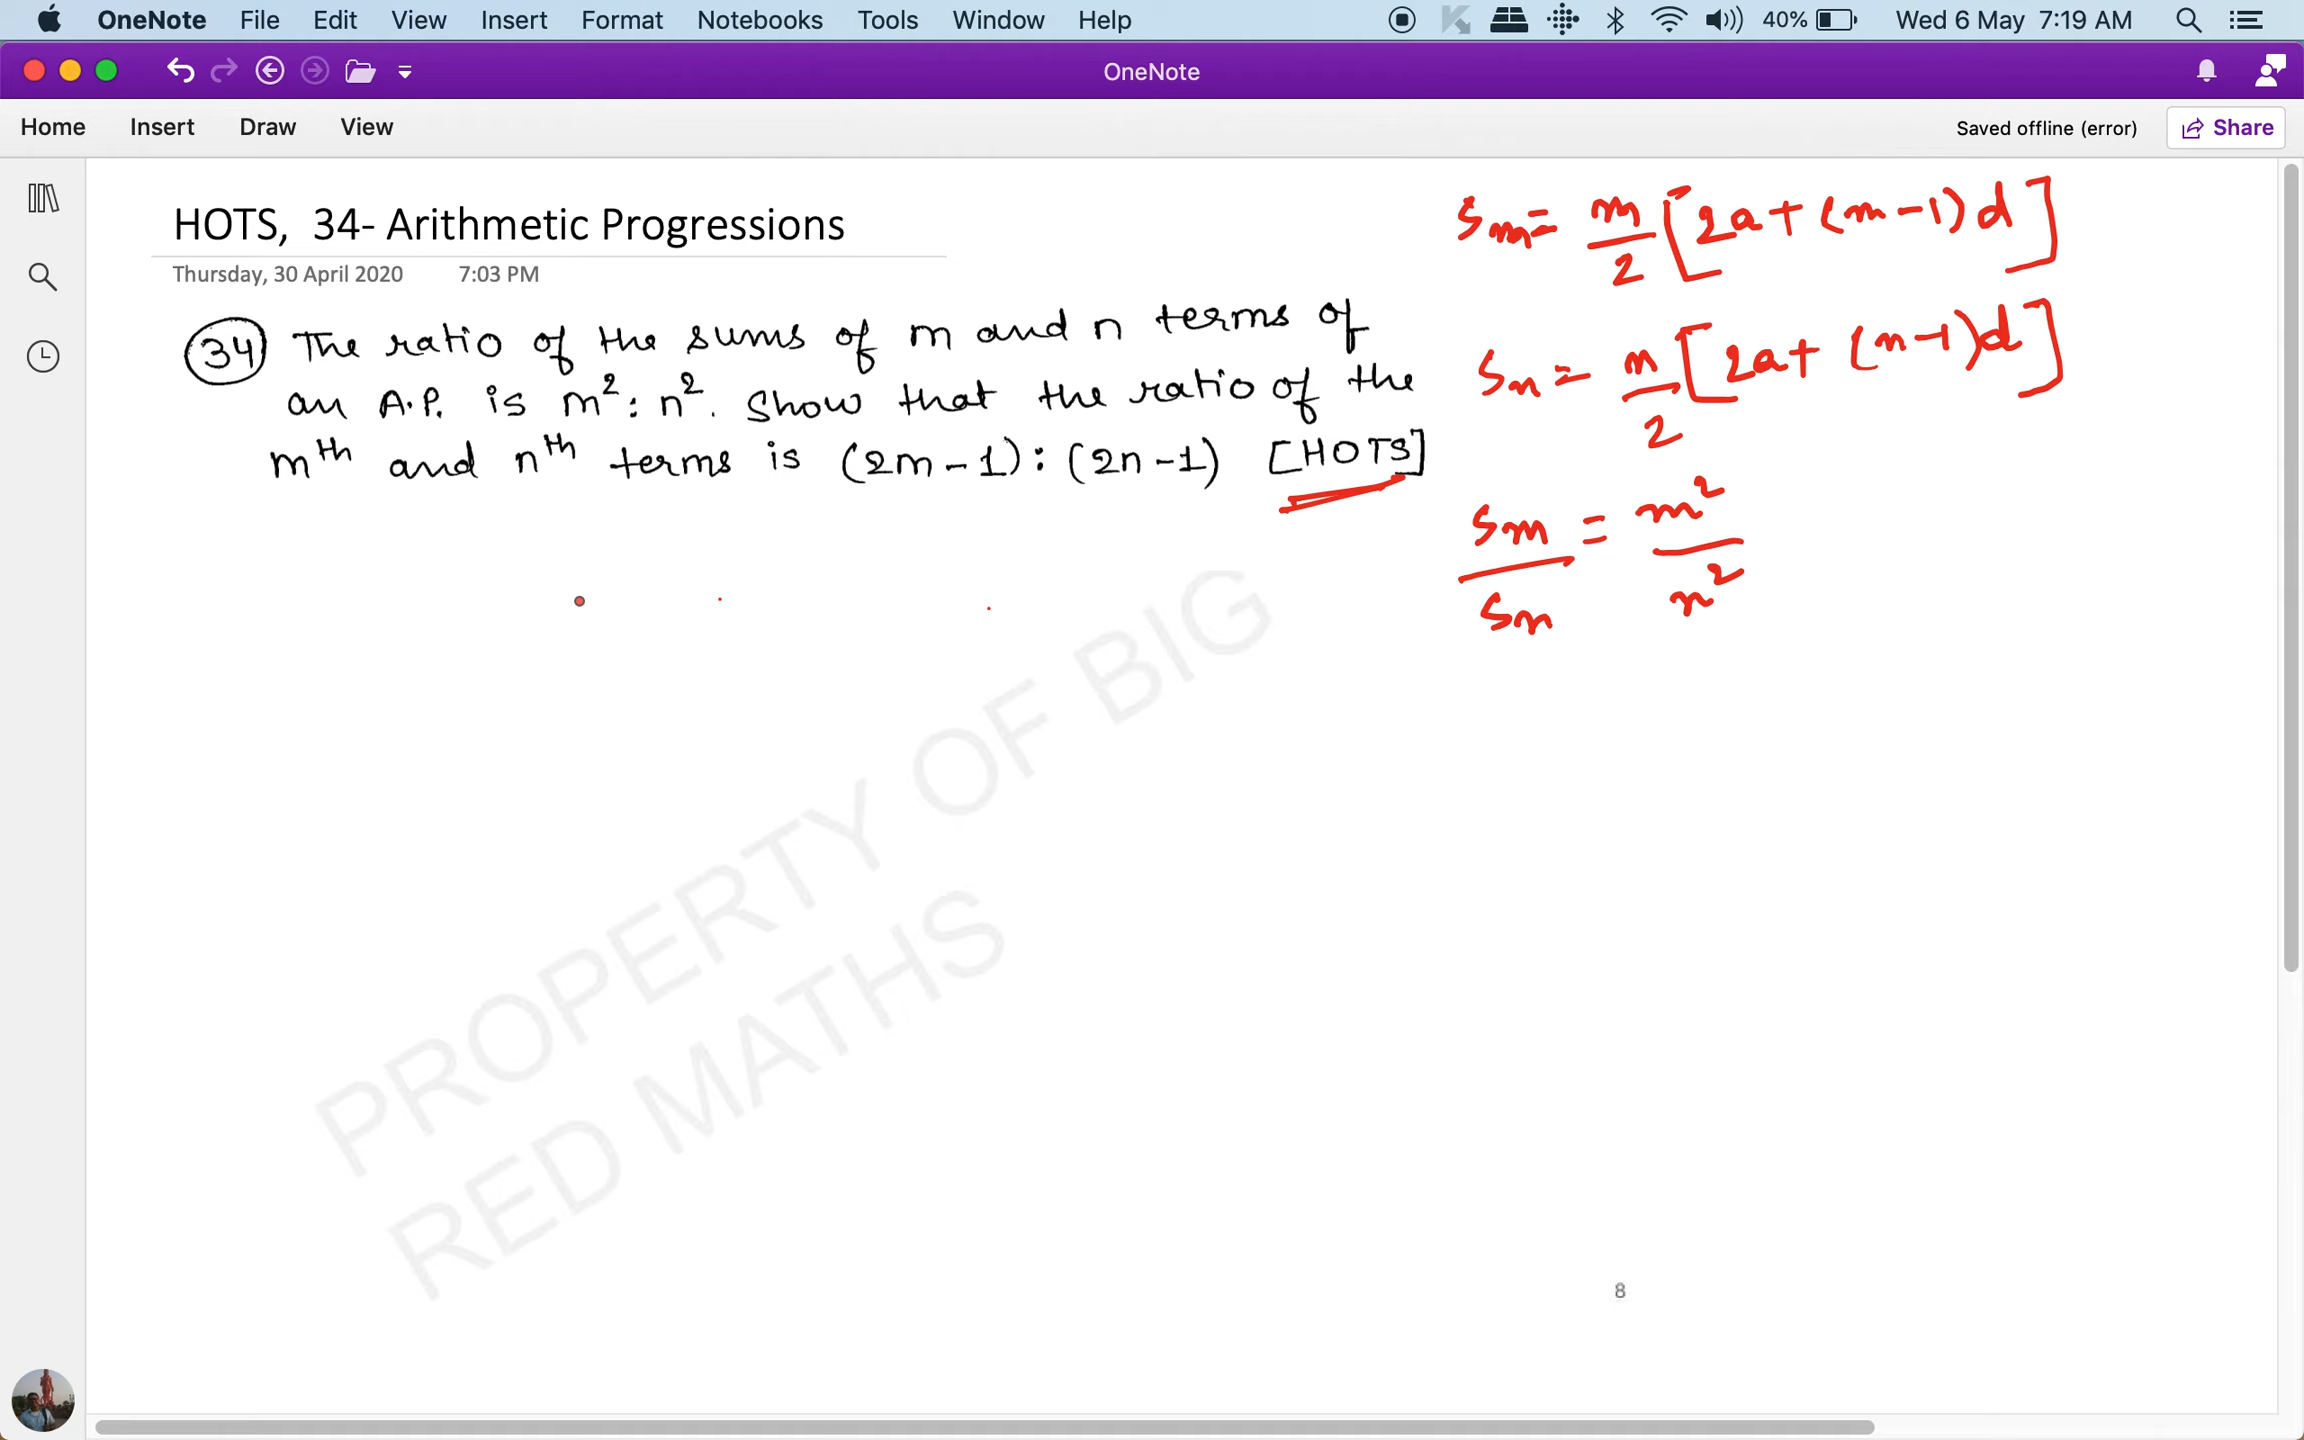 OneNote File Edit View Insert Format Notebooks Tools Window Help 40% Wed 6 May 7:19 AM
OneNote
Home Insert Draw View Saved offline (error) Share
HOTS, 34- Arithmetic Progressions
Thursday, 30 April 2020 7:03 PM
34 The ratio of the sums of m and n terms of
an A.P. is m²: n². Show that the ratio of the
mth and nth terms is (2m-1): (2n-1) [HOTS]
Sm= m/2 [2a+(m-1)d]
Sn= n/2 [2a+(n-1)d]
Sm/Sn = m²/n²
PROPERTY OF BIG
RED MATHS
8